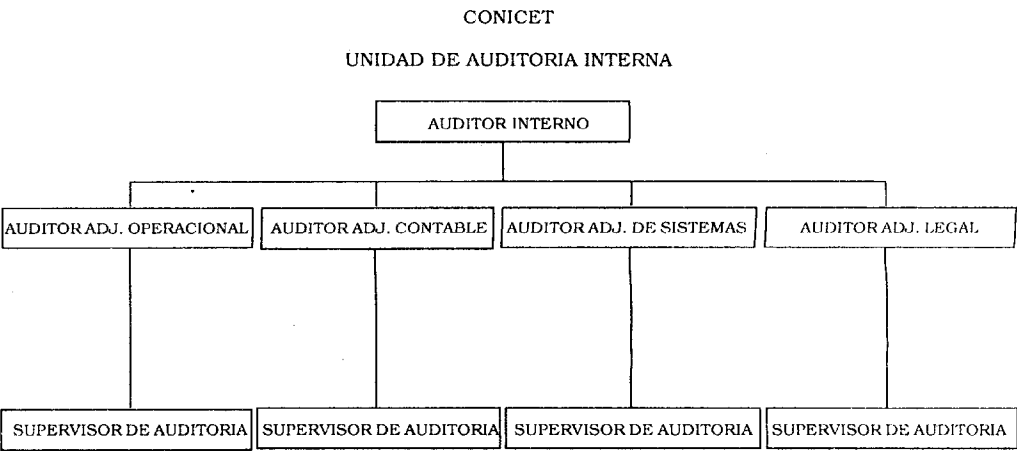 CONICET
UNIDAD DE AUDITORIA INTERNA
AUDITOR INTERNO
AUDITOR ADJ. OPERACIONAL
AUDITOR ADJ. CONTABLE
AUDITOR ADJ. DE SISTEMAS
AUDITOR ADJ. LEGAL
SUPERVISOR DE AUDITORIA
SUPERVISOR DE AUDITORIA
SUPERVISOR DE AUDITORIA
SUPERVISOR DE AUDITORIA